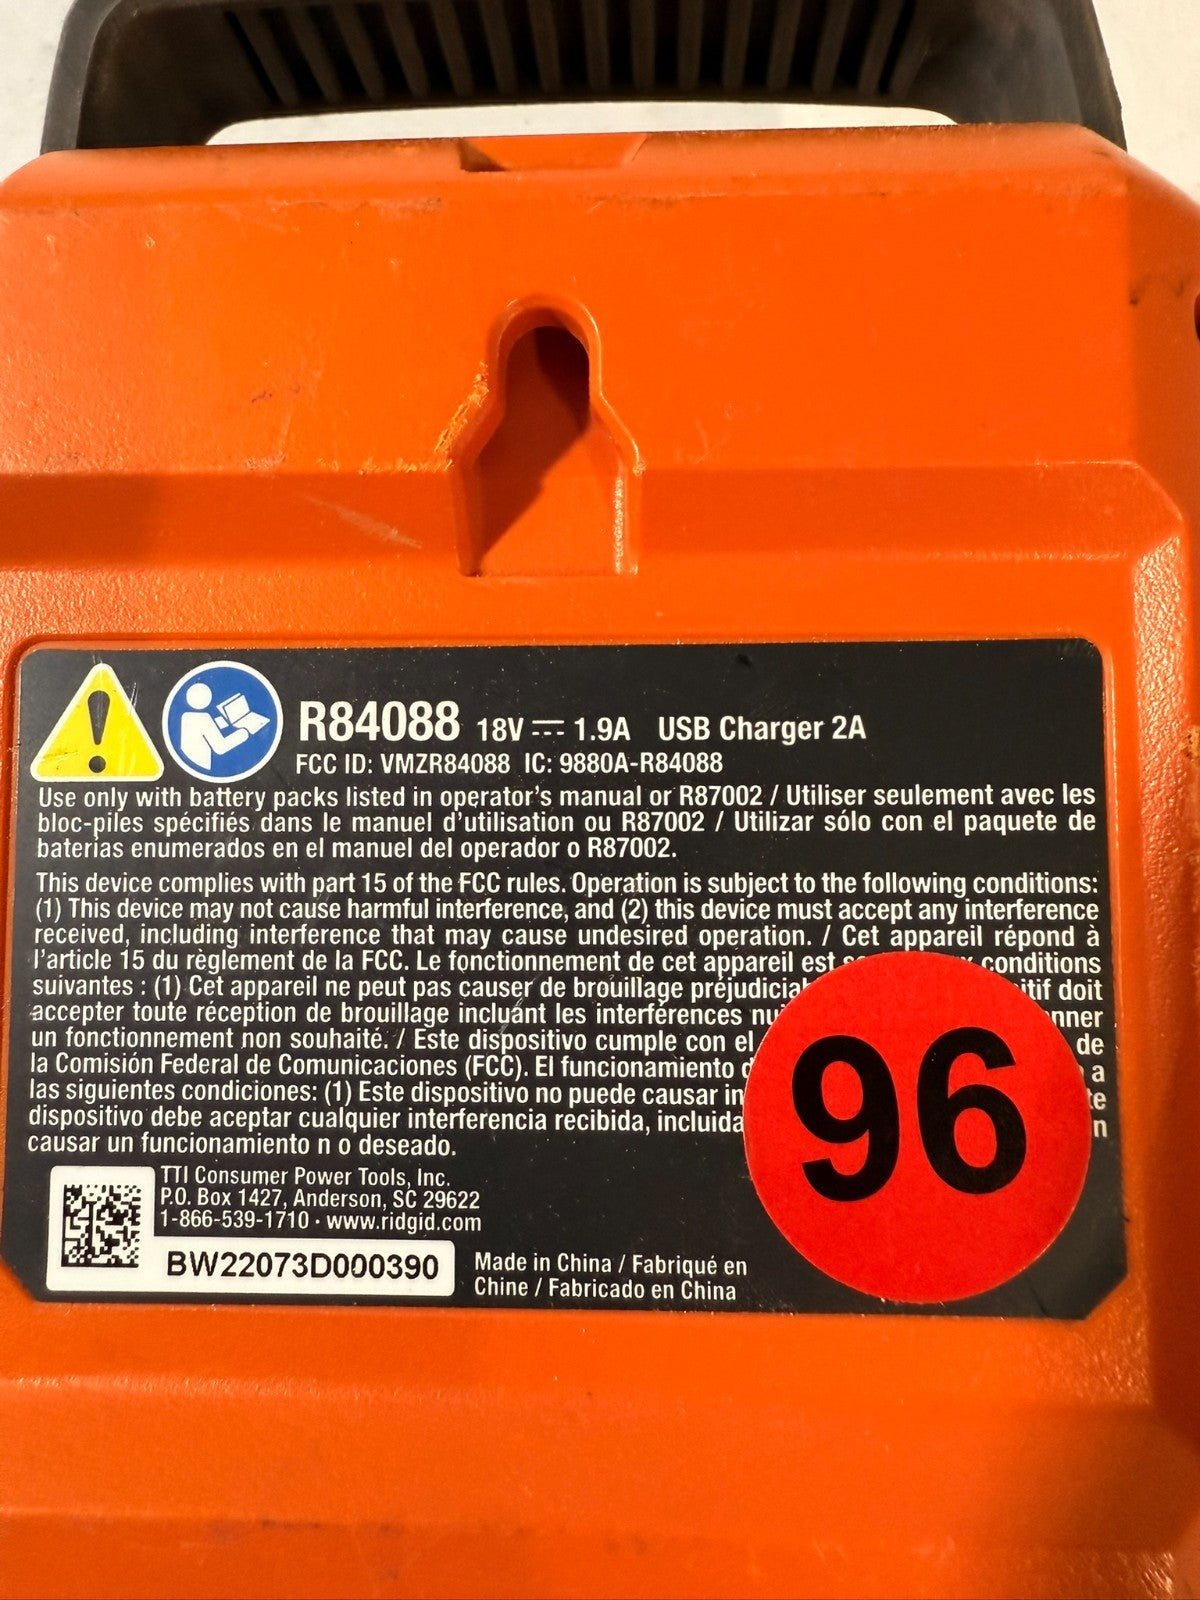 R84088 18V 1.9A USB Charger 2A
FCC ID: VMZR84088 IC: 9880A-R84088
Use only with battery packs listed in operator's manual or R87002 / Utiliser seulement avec les
bloc-piles spécifiés dans le manuel d'utilisation ou R87002 / Utilizar sólo con el paquete de
baterías enumerados en el manuel del operador o R87002.
This device complies with part 15 of the FCC rules. Operation is subject to the following conditions:
(1) This device may not cause harmful interference, and (2) this device must accept any interference
received, including interference that may cause undesired operation. / Cet appareil répond à
l'article 15 du règlement de la FCC. Le fonctionnement de cet appareil est conditions
suivantes : (1) Cet appareil ne peut pas causer de brouillage doit
accepter toute réception de brouillage incluant les interférences
un fonctionnement non souhaité. / Este dispositivo cumple con el de
la Comisión Federal de Comunicaciones (FCC). El funcionamiento a
las siguientes condiciones: (1) Este dispositivo no puede causar
dispositivo debe aceptar cualquier interferencia recibida,
causar un funcionamiento n o deseado.
96
TTI Consumer Power Tools, Inc.
P.O. Box 1427, Anderson, SC 29622
1-866-539-1710 · www.ridgid.com
BW22073D000390
Made in China / Fabriqué en
Chine / Fabricado en China